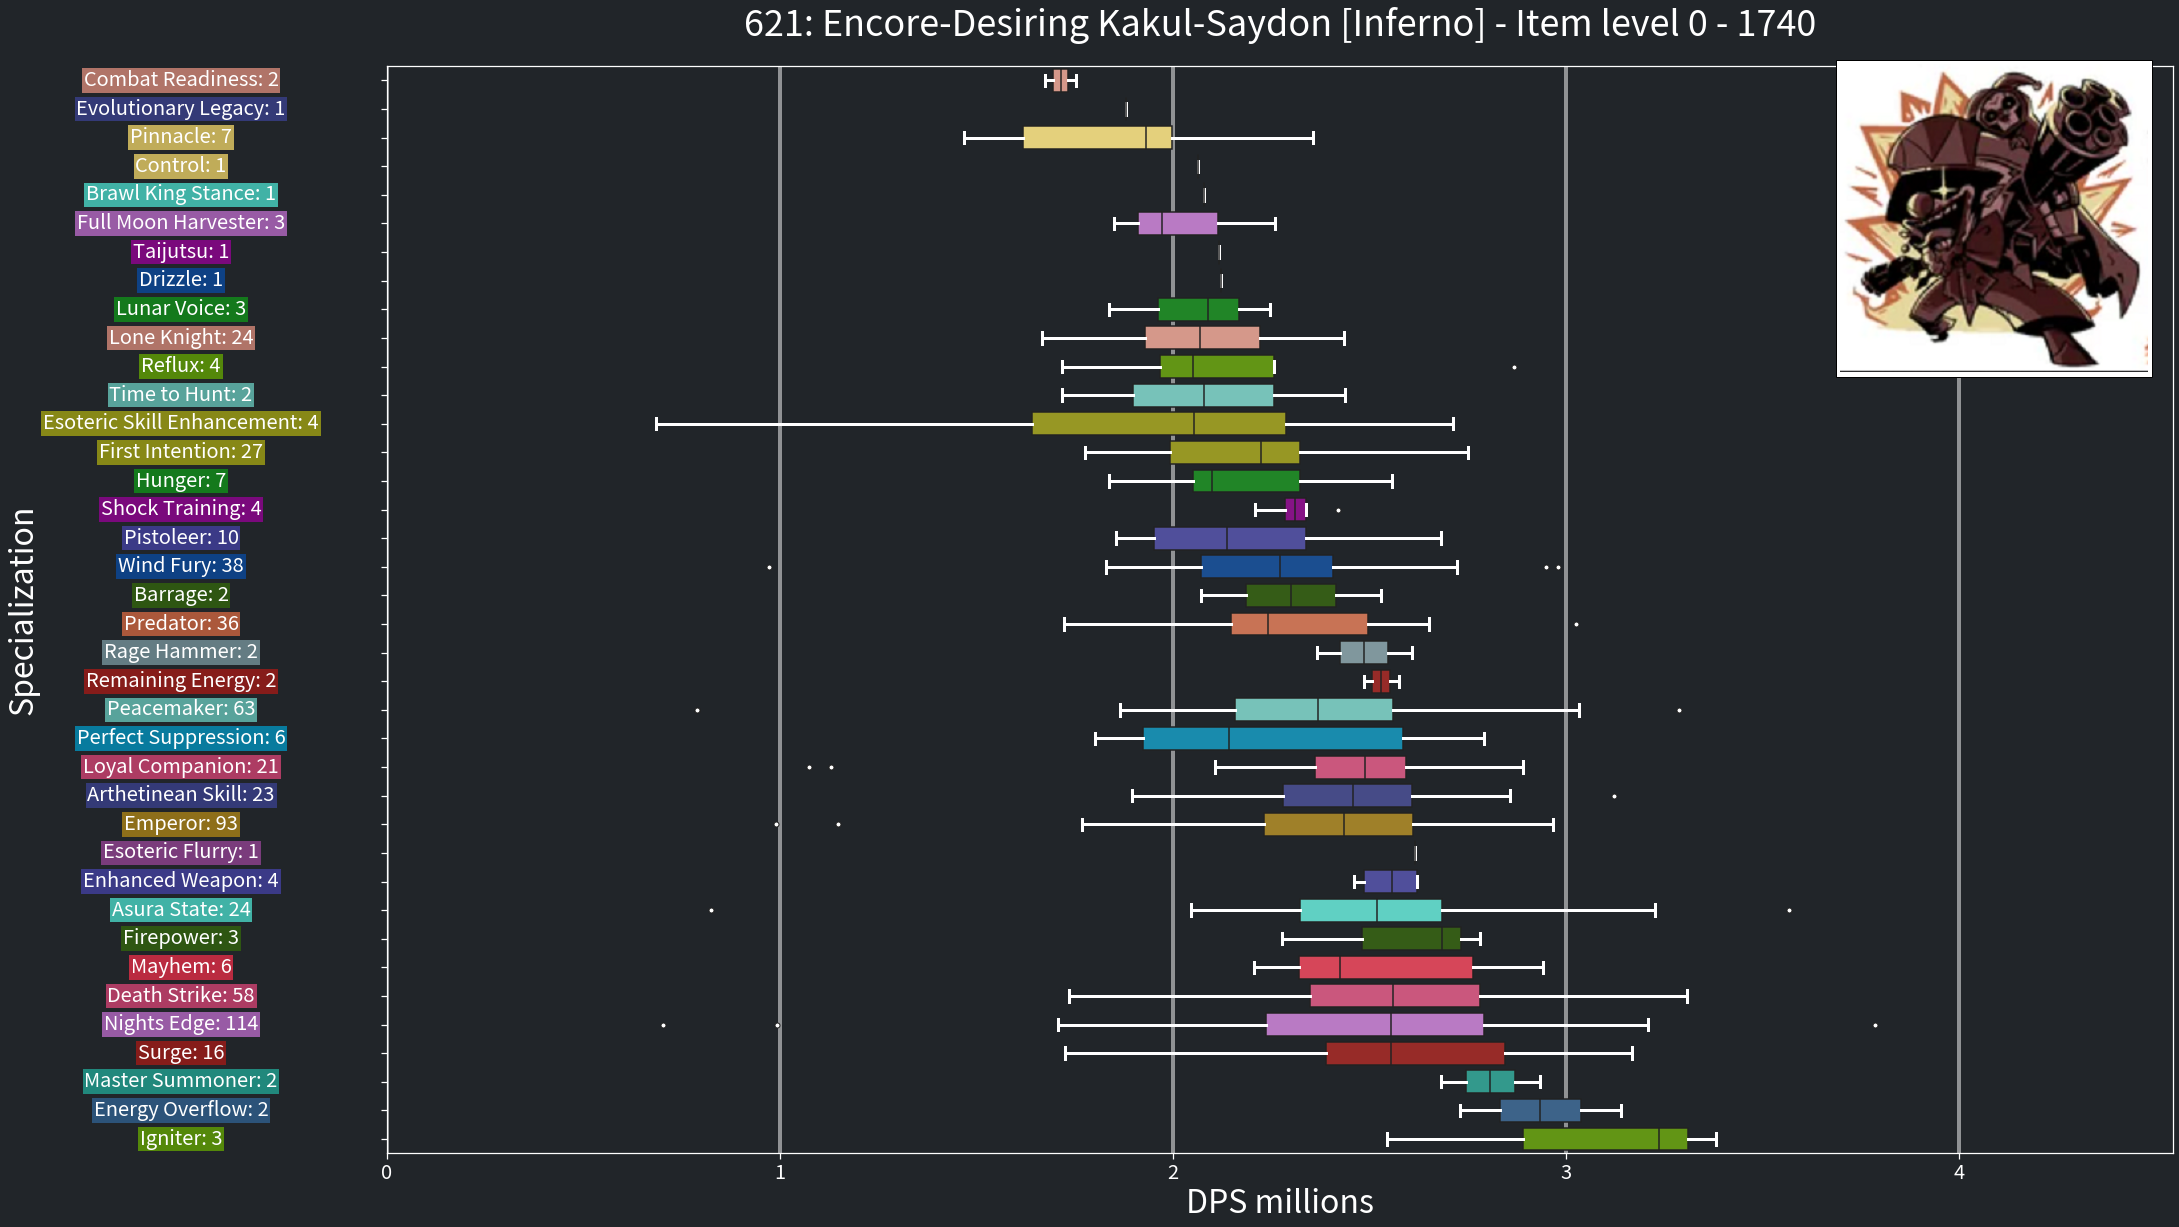 621: Encore-Desiring Kakul-Saydon [Inferno] - Item level 0 - 1740
Specialization
Combat Readiness: 2
Evolutionary Legacy: 1
Pinnacle: 7
Control: 1
Brawl King Stance: 1
Full Moon Harvester: 3
Taijutsu: 1
Drizzle: 1
Lunar Voice: 3
Lone Knight: 24
Reflux: 4
Time to Hunt: 2
Esoteric Skill Enhancement: 4
First Intention: 27
Hunger: 7
Shock Training: 4
Pistoleer: 10
Wind Fury: 38
Barrage: 2
Predator: 36
Rage Hammer: 2
Remaining Energy: 2
Peacemaker: 63
Perfect Suppression: 6
Loyal Companion: 21
Arthetinean Skill: 23
Emperor: 93
Esoteric Flurry: 1
Enhanced Weapon: 4
Asura State: 24
Firepower: 3
Mayhem: 6
Death Strike: 58
Nights Edge: 114
Surge: 16
Master Summoner: 2
Energy Overflow: 2
Igniter: 3
0 1 2 3 4
DPS millions